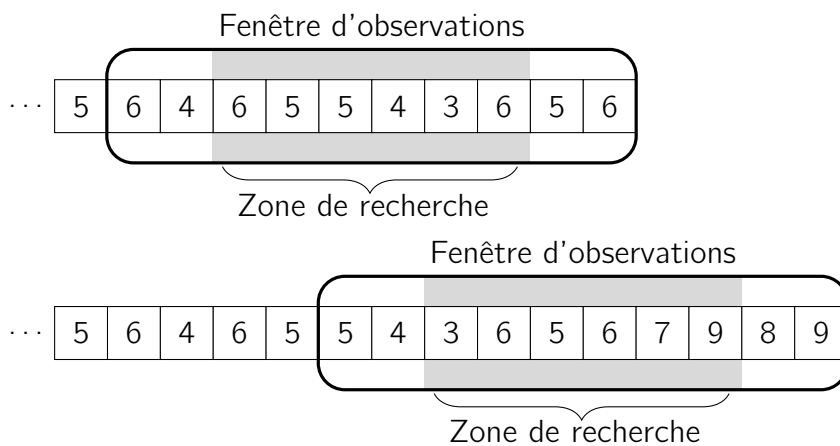 Fenêtre d'observations
... 5 6 4 6 5 5 4 3 6 5 6
Zone de recherche
Fenêtre d'observations
... 5 6 4 6 5 5 4 3 6 5 6 7 9 8 9
Zone de recherche